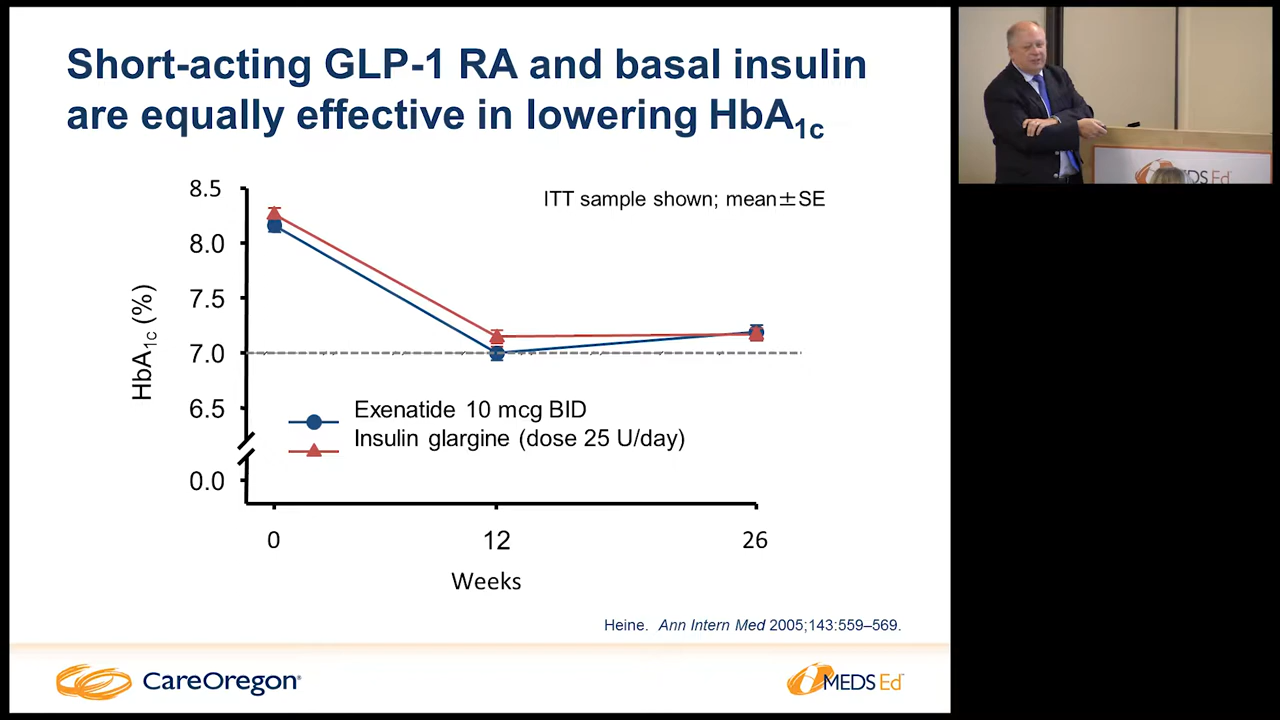 Short-acting GLP-1 RA and basal insulin
are equally effective in lowering HbA1c
8.5
8.0
7.5
7.0
6.5
0.0
HbA1C (%)
ITT sample shown; mean±SE
Exenatide 10 mcg BID
Insulin glargine (dose 25 U/day)
0 12 26
Weeks
Heine. Ann Intern Med 2005;143:559–569.
CareOregon®
MEDS Ed
MEDS Ed